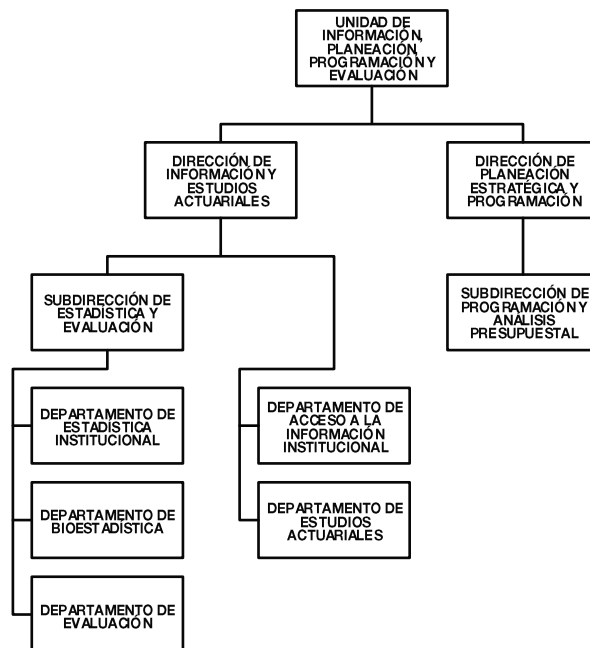 UNIDAD DE
INFORMACIÓN,
PLANEACIÓN,
PROGRAMACIÓN Y
EVALUACIÓN
DIRECCIÓN DE
INFORMACIÓN Y
ESTUDIOS
ACTUARIALES
DIRECCIÓN DE
PLANEACIÓN
ESTRATÉGICA Y
PROGRAMACIÓN
SUBDIRECCIÓN DE
ESTADÍSTICA Y
EVALUACIÓN
SUBDIRECCIÓN DE
PROGRAMACIÓN Y
ANÁLISIS
PRESUPUESTAL
DEPARTAMENTO DE
ESTADÍSTICA
INSTITUCIONAL
DEPARTAMENTO DE
ACCESO A LA
INFORMACIÓN
INSTITUCIONAL
DEPARTAMENTO DE
BIOESTADÍSTICA
DEPARTAMENTO DE
ESTUDIOS
ACTUARIALES
DEPARTAMENTO DE
EVALUACIÓN